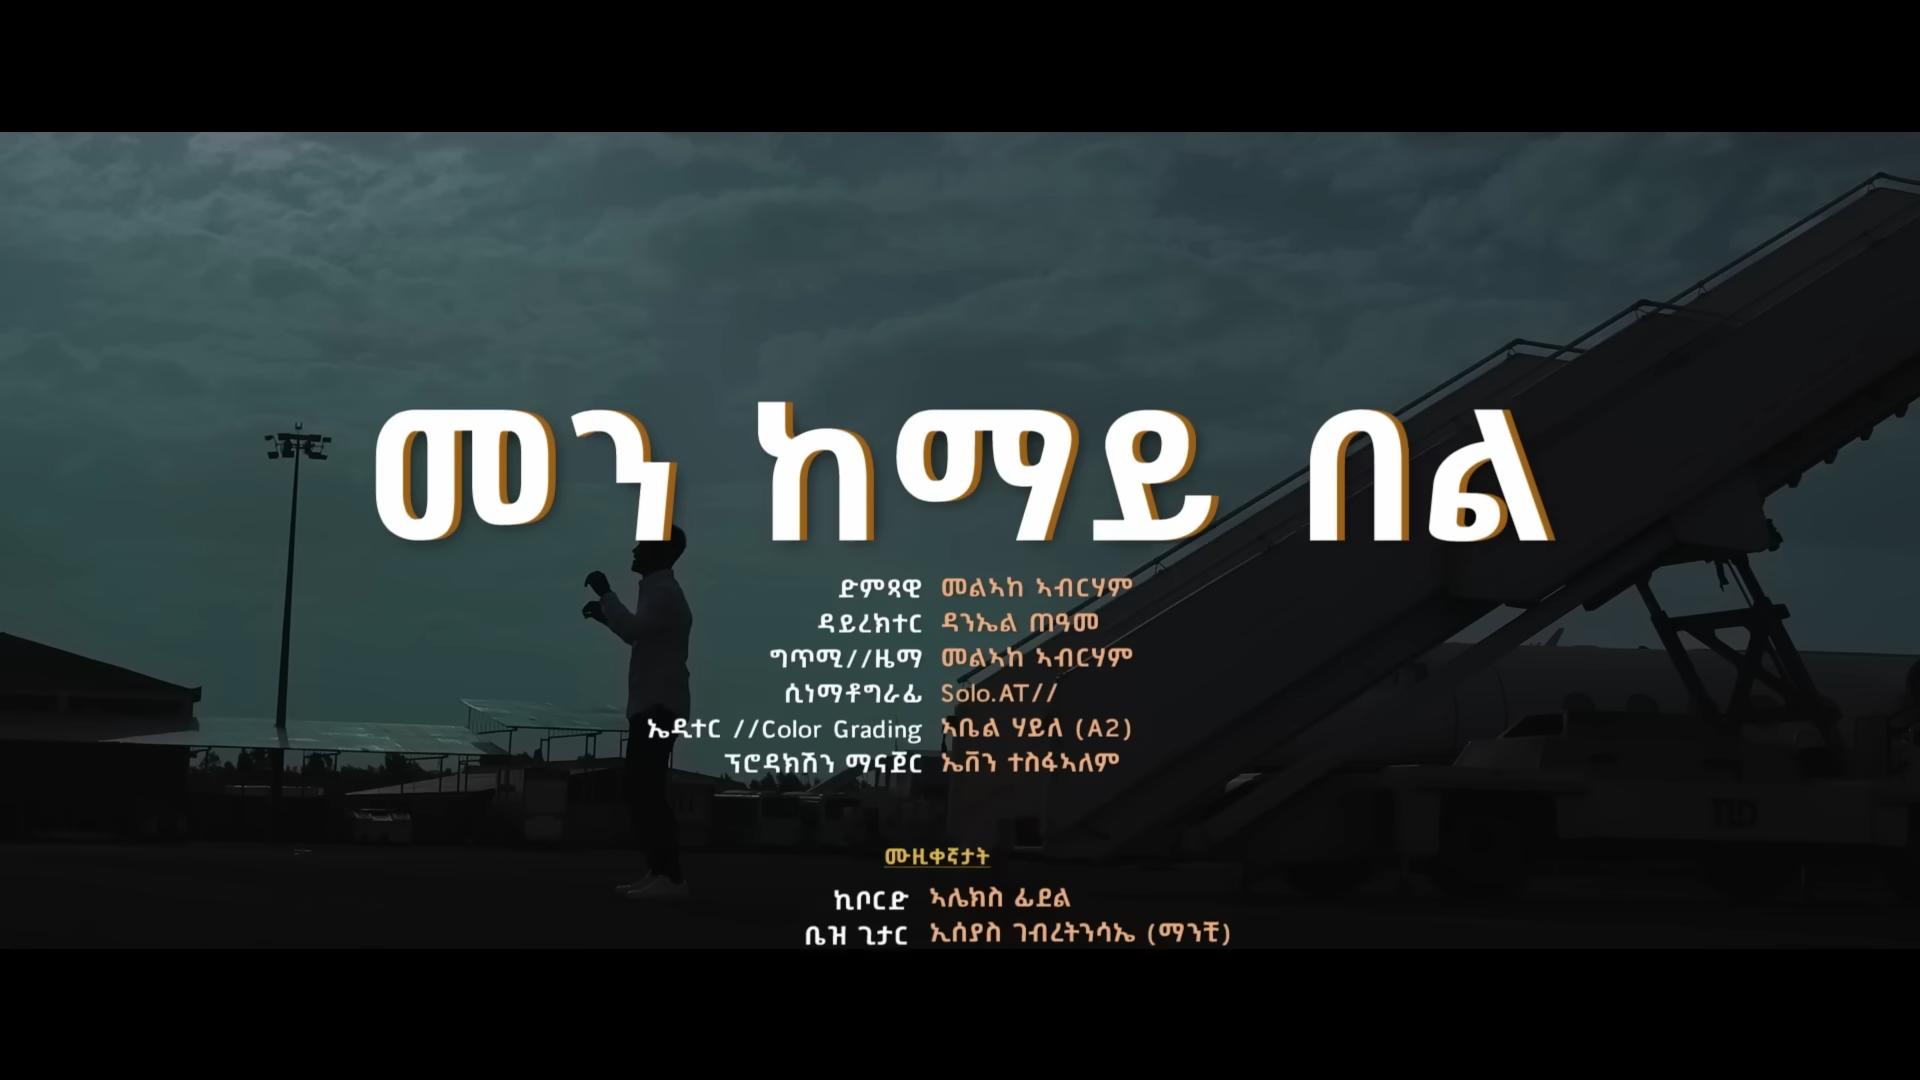 መን ከማይ በል
ድምጻዊ መልኣከ ኣብርሃም
ዳይረክተር ዳንኤል ጠዓመ
ግጥሚ//ዜማ መልኣከ ኣብርሃም
ሲነማቶግራፊ Solo.AT//
ኤዲተር //Color Grading ኣቤል ሃይለ (A2)
ፕሮዳክሽን ማናጀር ኤቨን ተስፋኣለም
ሙዚቀኛታት
ኪቦርድ ኣሌክስ ፊደል
ቤዝ ጊታር ኢሰያስ ገብረትንሳኤ (ማንቺ)
TLD